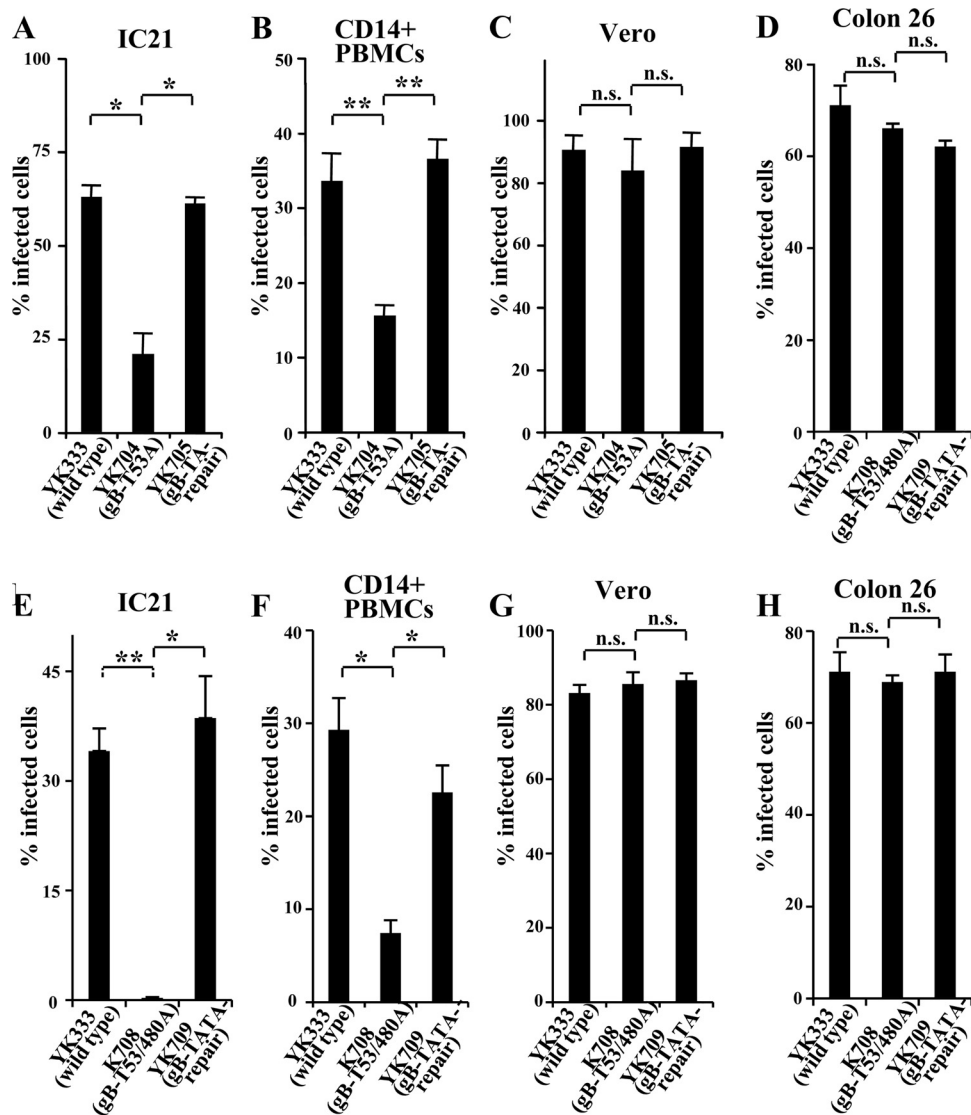 A
IC21
% infected cells
100
75
50
25
0
*
*
YK333
(wild type)
YK704
(gB-T53A)
YK705
(gB-TA-
repair)
B
CD14+
PBMCs
% infected cells
50
40
30
20
10
0
**
**
YK333
(wild type)
YK704
(gB-T53A)
YK705
(gB-TA-
repair)
C
Vero
% infected cells
100
80
60
40
20
0
n.s.
n.s.
YK333
(wild type)
YK704
(gB-T53A)
YK705
(gB-TA-
repair)
D
Colon 26
% infected cells
80
60
40
20
0
n.s.
n.s.
YK333
(wild type)
K708
(gB-T53/480A)
YK709
(gB-TATA-
repair)
E
IC21
% infected cells
45
30
15
0
**
*
YK333
(wild type)
K708
(gB-T53/480A)
YK709
(gB-TATA-
repair)
F
CD14+
PBMCs
% infected cells
40
30
20
10
0
*
*
YK333
(wild type)
K708
(gB-T53/480A)
YK709
(gB-TATA-
repair)
G
Vero
% infected cells
100
80
60
40
20
0
n.s.
n.s.
YK333
(wild type)
K708
(gB-T53/480A)
YK709
(gB-TATA-
repair)
H
Colon 26
% infected cells
80
60
40
20
0
n.s.
n.s.
YK333
(wild type)
K708
(gB-T53/480A)
YK709
(gB-TATA-
repair)